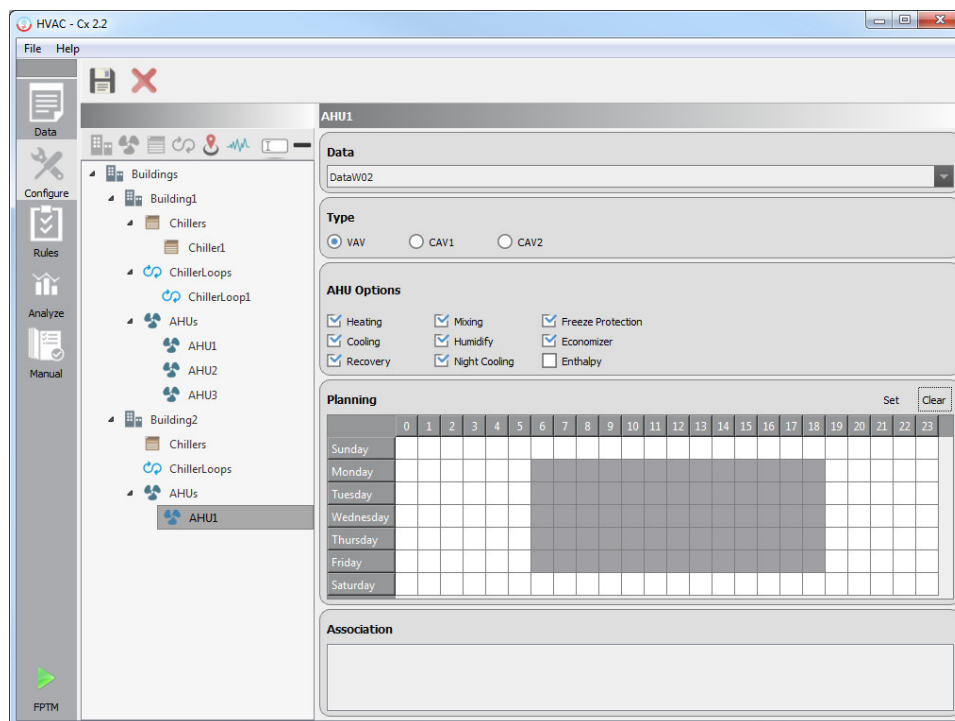 HVAC - Cx 2.2
File Help
Data
Configure
Rules
Analyze
Manual
FPTM
Buildings
Building1
Chillers
Chiller1
ChillerLoops
ChillerLoop1
AHUs
AHU1
AHU2
AHU3
Building2
Chillers
ChillerLoops
AHUs
AHU1
AHU1
Data
DataW02
Type
VAV CAV1 CAV2
AHU Options
Heating Mixing Freeze Protection
Cooling Humidify Economizer
Recovery Night Cooling Enthalpy
Planning Set Clear
0 1 2 3 4 5 6 7 8 9 10 11 12 13 14 15 16 17 18 19 20 21 22 23
Sunday
Monday
Tuesday
Wednesday
Thursday
Friday
Saturday
Association